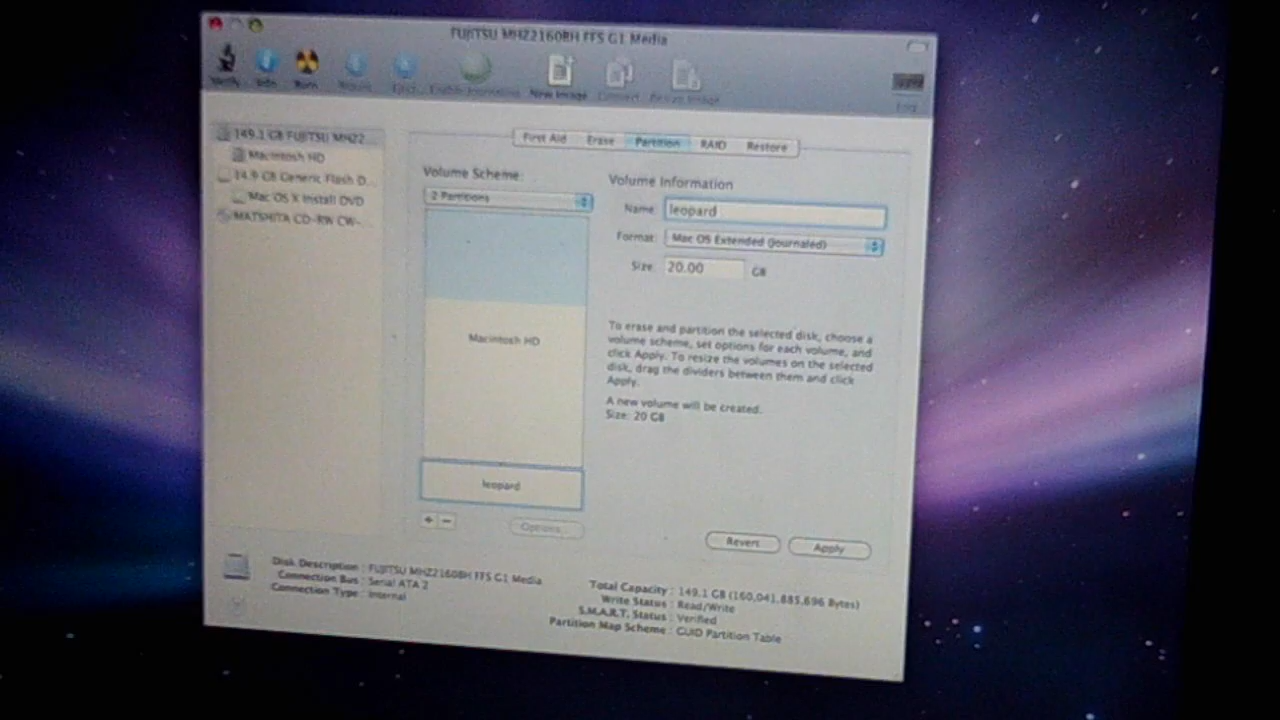 FUJITSU MHZ2160BH FFS G1 Media
Verify Info Burn Eject Enable Journaling New Image Convert Resize Image
Log
149.1 GB FUJITSU MHZ2...
Macintosh HD
14.9 GB Generic Flash D...
Mac OS X Install DVD
MATSHITA CD-RW CW-...
First Aid Erase Partition RAID Restore
Volume Scheme:
2 Partitions
Macintosh HD
leopard
+ −
Options...
Volume Information
Name: leopard
Format: Mac OS Extended (Journaled)
Size: 20.00 GB
To erase and partition the selected disk, choose a
volume scheme, set options for each volume, and
click Apply. To resize the volumes on the selected
disk, drag the dividers between them and click
Apply.
A new volume will be created.
Size: 20 GB
Revert Apply
Disk Description : FUJITSU MHZ2160BH FFS G1 Media
Connection Bus : Serial ATA 2
Connection Type : Internal
Total Capacity : 149.1 GB (160,041,885,696 Bytes)
Write Status : Read/Write
S.M.A.R.T. Status : Verified
Partition Map Scheme : GUID Partition Table